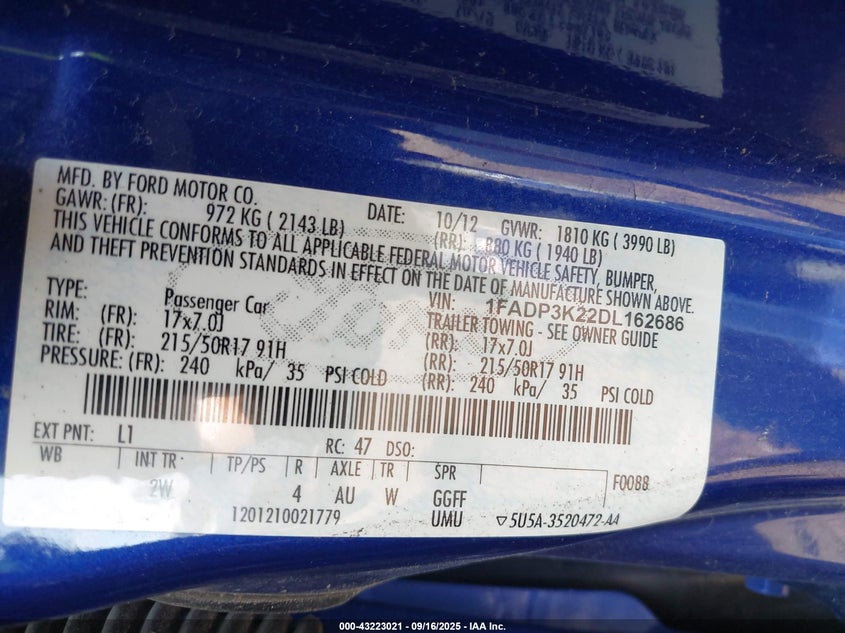 MFD. BY FORD MOTOR CO.
DATE: 10/12 GVWR: 1810 KG ( 3990 LB)
GAWR: (FR): 972 KG ( 2143 LB) (RR): 880 KG ( 1940 LB)
THIS VEHICLE CONFORMS TO ALL APPLICABLE FEDERAL MOTOR VEHICLE SAFETY, BUMPER,
AND THEFT PREVENTION STANDARDS IN EFFECT ON THE DATE OF MANUFACTURE SHOWN ABOVE.
VIN: 1FADP3K22DL162686
TYPE: Passenger Car TRAILER TOWING - SEE OWNER GUIDE
RIM: (FR): 17x7.0J (RR): 17x7.0J
TIRE: (FR): 215/50R17 91H (RR): 215/50R17 91H
PRESSURE: (FR): 240 kPa/ 35 PSI COLD (RR): 240 kPa/ 35 PSI COLD
EXT PNT: L1 RC: 47 DSO:
WB INT TR: TP/PS R AXLE TR SPR F0088
2W 4 AU W GGFF
1201210021779 UMU ▽5U5A-3520472-AA
000-43223021 - 09/16/2025 - IAA Inc.